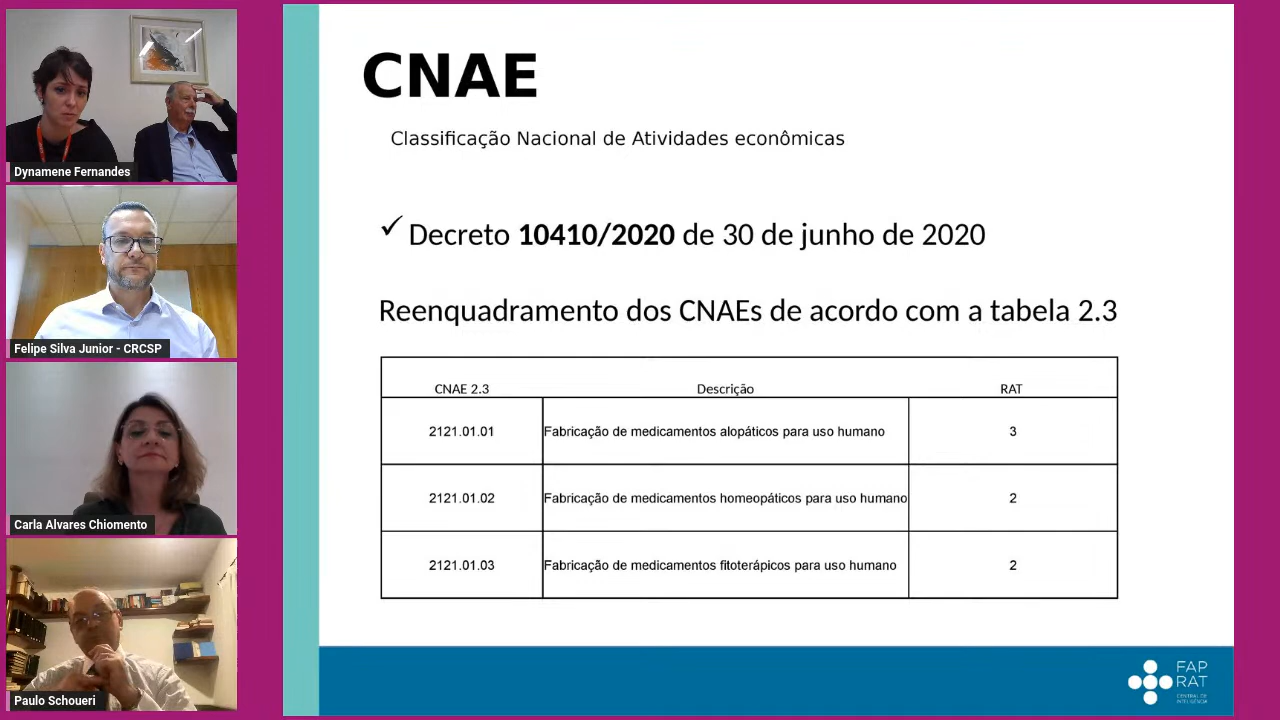 Dynamene Fernandes
Felipe Silva Junior - CRCSP
Carla Alvares Chiomento
Paulo Schoueri
CNAE
Classificação Nacional de Atividades econômicas
✓ Decreto 10410/2020 de 30 de junho de 2020
Reenquadramento dos CNAEs de acordo com a tabela 2.3
CNAE 2.3 Descrição RAT
2121.01.01 Fabricação de medicamentos alopáticos para uso humano 3
2121.01.02 Fabricação de medicamentos homeopáticos para uso humano 2
2121.01.03 Fabricação de medicamentos fitoterápicos para uso humano 2
FAP
RAT
CENTRAL DE
INTELIGÊNCIA